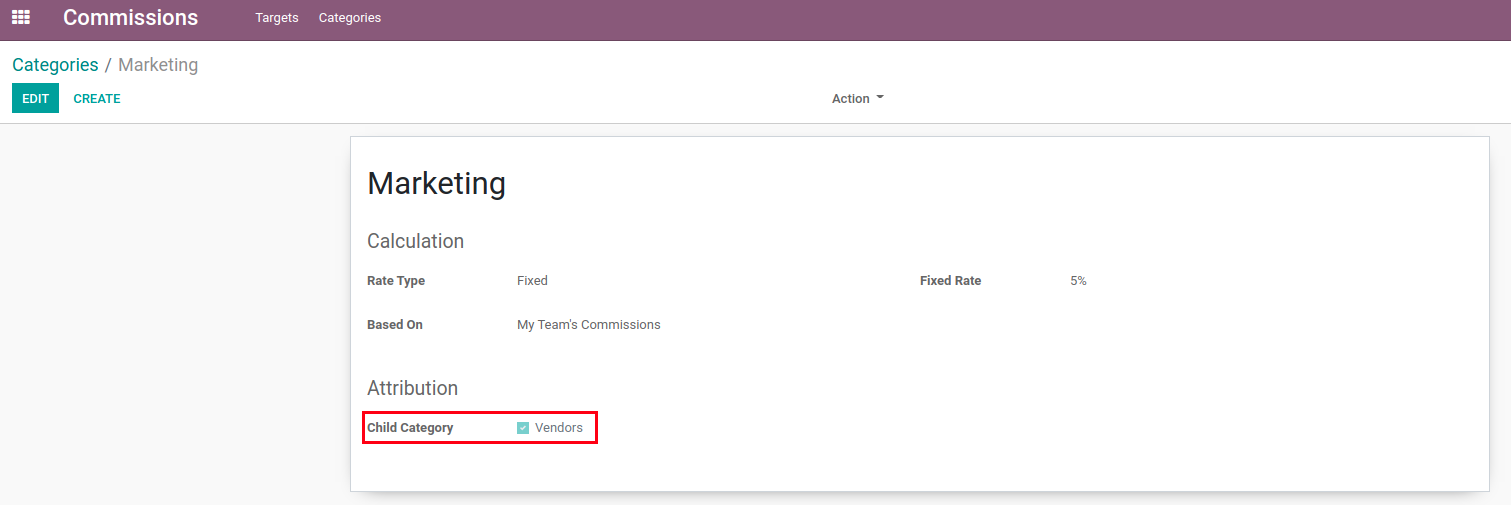 Commissions Targets Categories
Categories / Marketing
EDIT CREATE Action
Marketing
Calculation
Rate Type Fixed Fixed Rate 5%
Based On My Team's Commissions
Attribution
Child Category Vendors